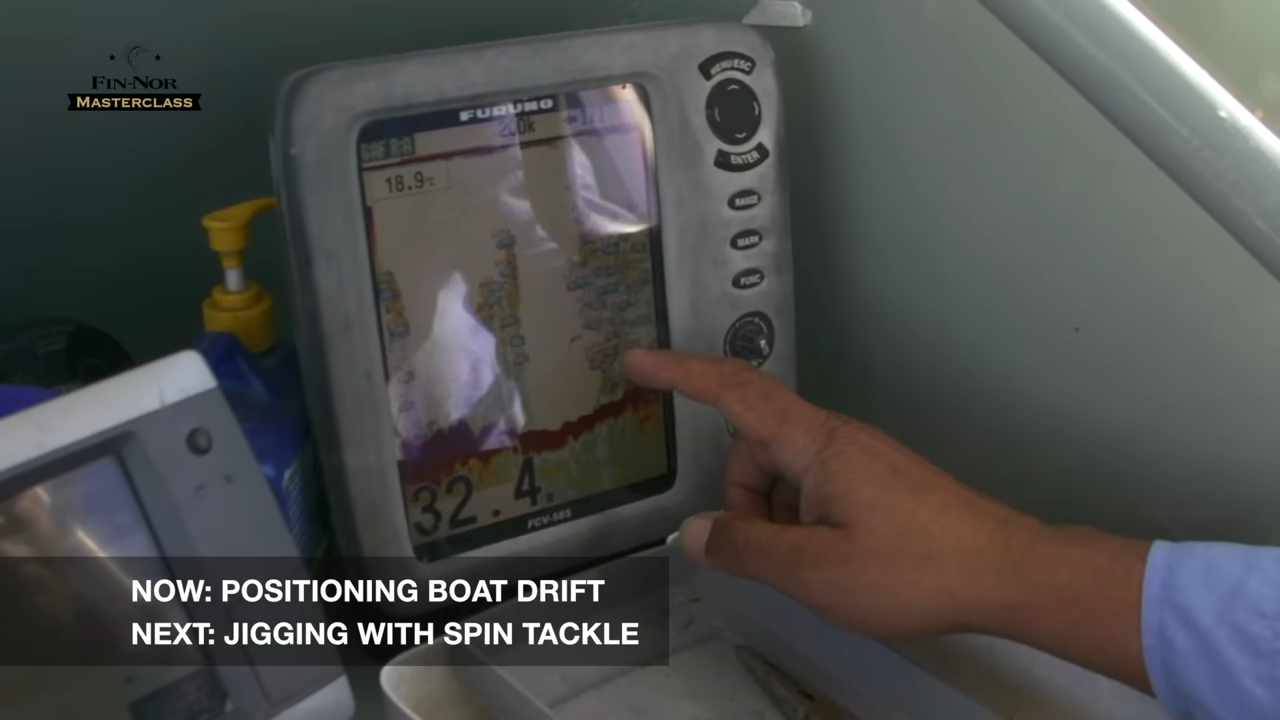 FIN-NOR
MASTERCLASS
FURUNO
18.9°C
32.4
FCV-585
MENU/ESC
ENTER
RANGE
MARK
FUNC
NOW: POSITIONING BOAT DRIFT
NEXT: JIGGING WITH SPIN TACKLE